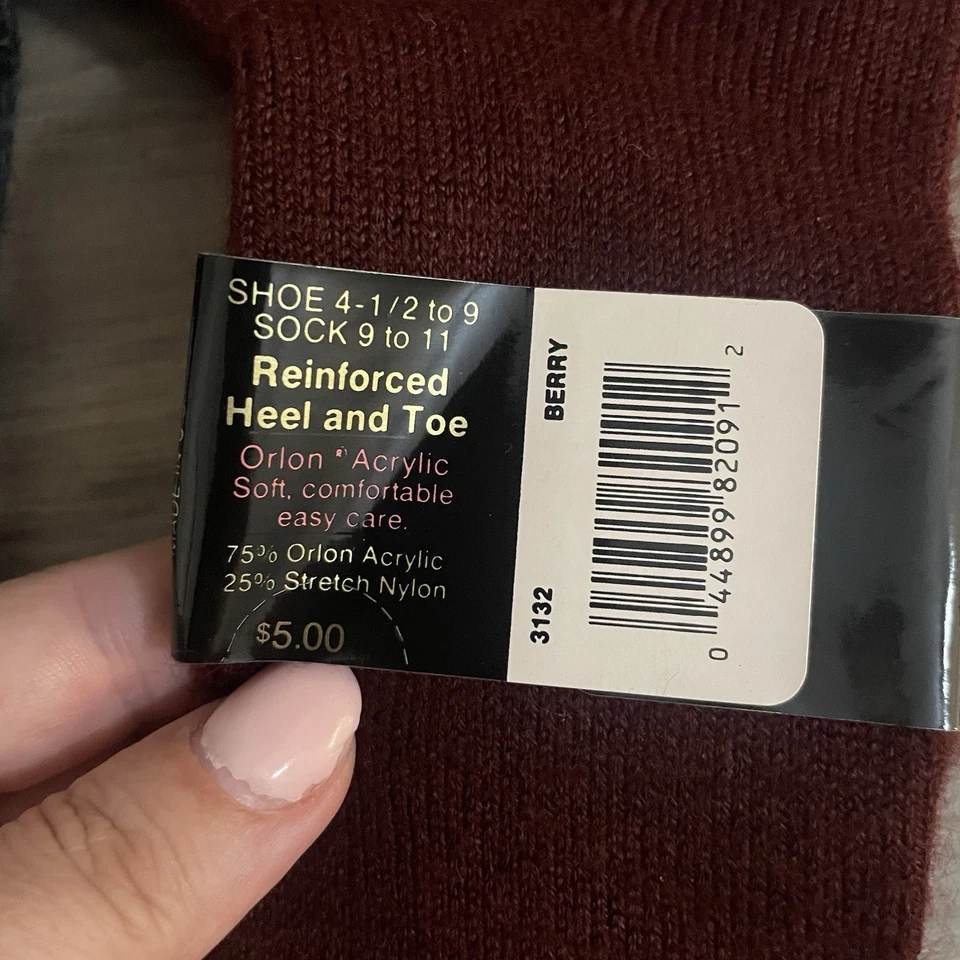 SHOE 4-1/2 to 9
SOCK 9 to 11
Reinforced
Heel and Toe
Orlon ® Acrylic
Soft, comfortable
easy care.
75% Orlon Acrylic
25% Stretch Nylon
$5.00
BERRY
3132
0 44899 82091 2